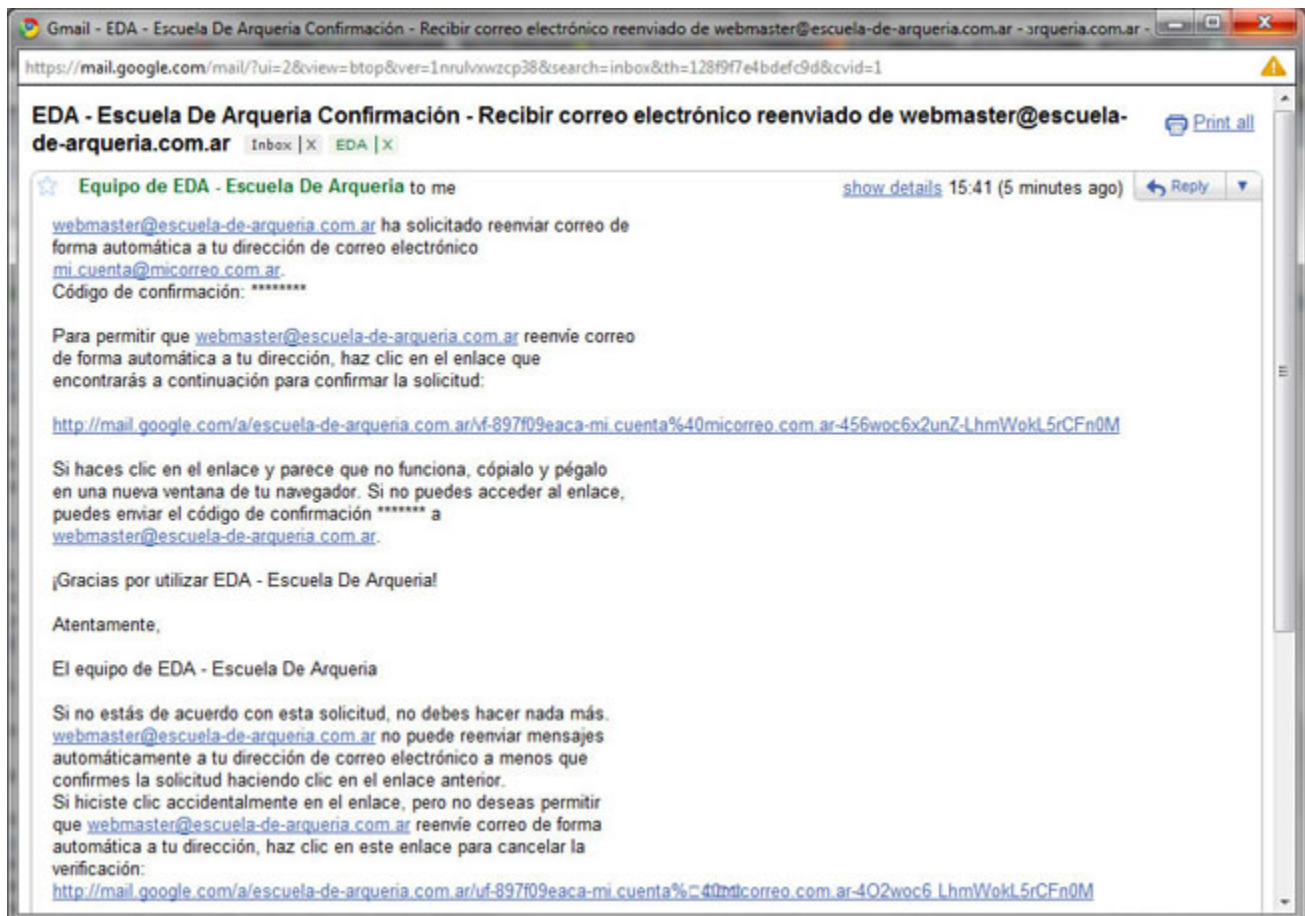 Gmail - EDA - Escuela De Arqueria Confirmación - Recibir correo electrónico reenviado de webmaster@escuela-de-arqueria.com.ar - arqueria.com.ar -
https://mail.google.com/mail/?ui=2&view=btop&ver=1nrulvxwzcp38&search=inbox&th=128f9f7e4bdefc9d&cvid=1
EDA - Escuela De Arqueria Confirmación - Recibir correo electrónico reenviado de webmaster@escuela-
de-arqueria.com.ar Inbox | X EDA | X
Print all
Equipo de EDA - Escuela De Arqueria to me show details 15:41 (5 minutes ago) Reply
webmaster@escuela-de-arqueria.com.ar ha solicitado reenviar correo de
forma automática a tu dirección de correo electrónico
mi.cuenta@micorreo.com.ar.
Código de confirmación: ********
Para permitir que webmaster@escuela-de-arqueria.com.ar reenvíe correo
de forma automática a tu dirección, haz clic en el enlace que
encontrarás a continuación para confirmar la solicitud:
http://mail.google.com/a/escuela-de-arqueria.com.ar/vf-897f09eaca-mi.cuenta%40micorreo.com.ar-456woc6x2unZ-LhmWokL5rCFn0M
Si haces clic en el enlace y parece que no funciona, cópialo y pégalo
en una nueva ventana de tu navegador. Si no puedes acceder al enlace,
puedes enviar el código de confirmación ******* a
webmaster@escuela-de-arqueria.com.ar.
¡Gracias por utilizar EDA - Escuela De Arqueria!
Atentamente,
El equipo de EDA - Escuela De Arqueria
Si no estás de acuerdo con esta solicitud, no debes hacer nada más.
webmaster@escuela-de-arqueria.com.ar no puede reenviar mensajes
automáticamente a tu dirección de correo electrónico a menos que
confirmes la solicitud haciendo clic en el enlace anterior.
Si hiciste clic accidentalmente en el enlace, pero no deseas permitir
que webmaster@escuela-de-arqueria.com.ar reenvíe correo de forma
automática a tu dirección, haz clic en este enlace para cancelar la
verificación: